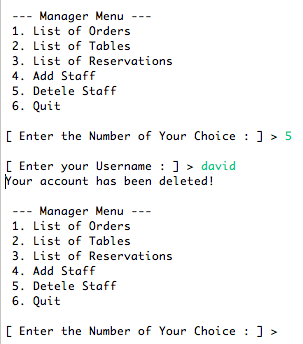 --- Manager Menu ---
1. List of Orders
2. List of Tables
3. List of Reservations
4. Add Staff
5. Detele Staff
6. Quit
[ Enter the Number of Your Choice : ] > 5
[ Enter your Username : ] > david
Your account has been deleted!
--- Manager Menu ---
1. List of Orders
2. List of Tables
3. List of Reservations
4. Add Staff
5. Detele Staff
6. Quit
[ Enter the Number of Your Choice : ] >